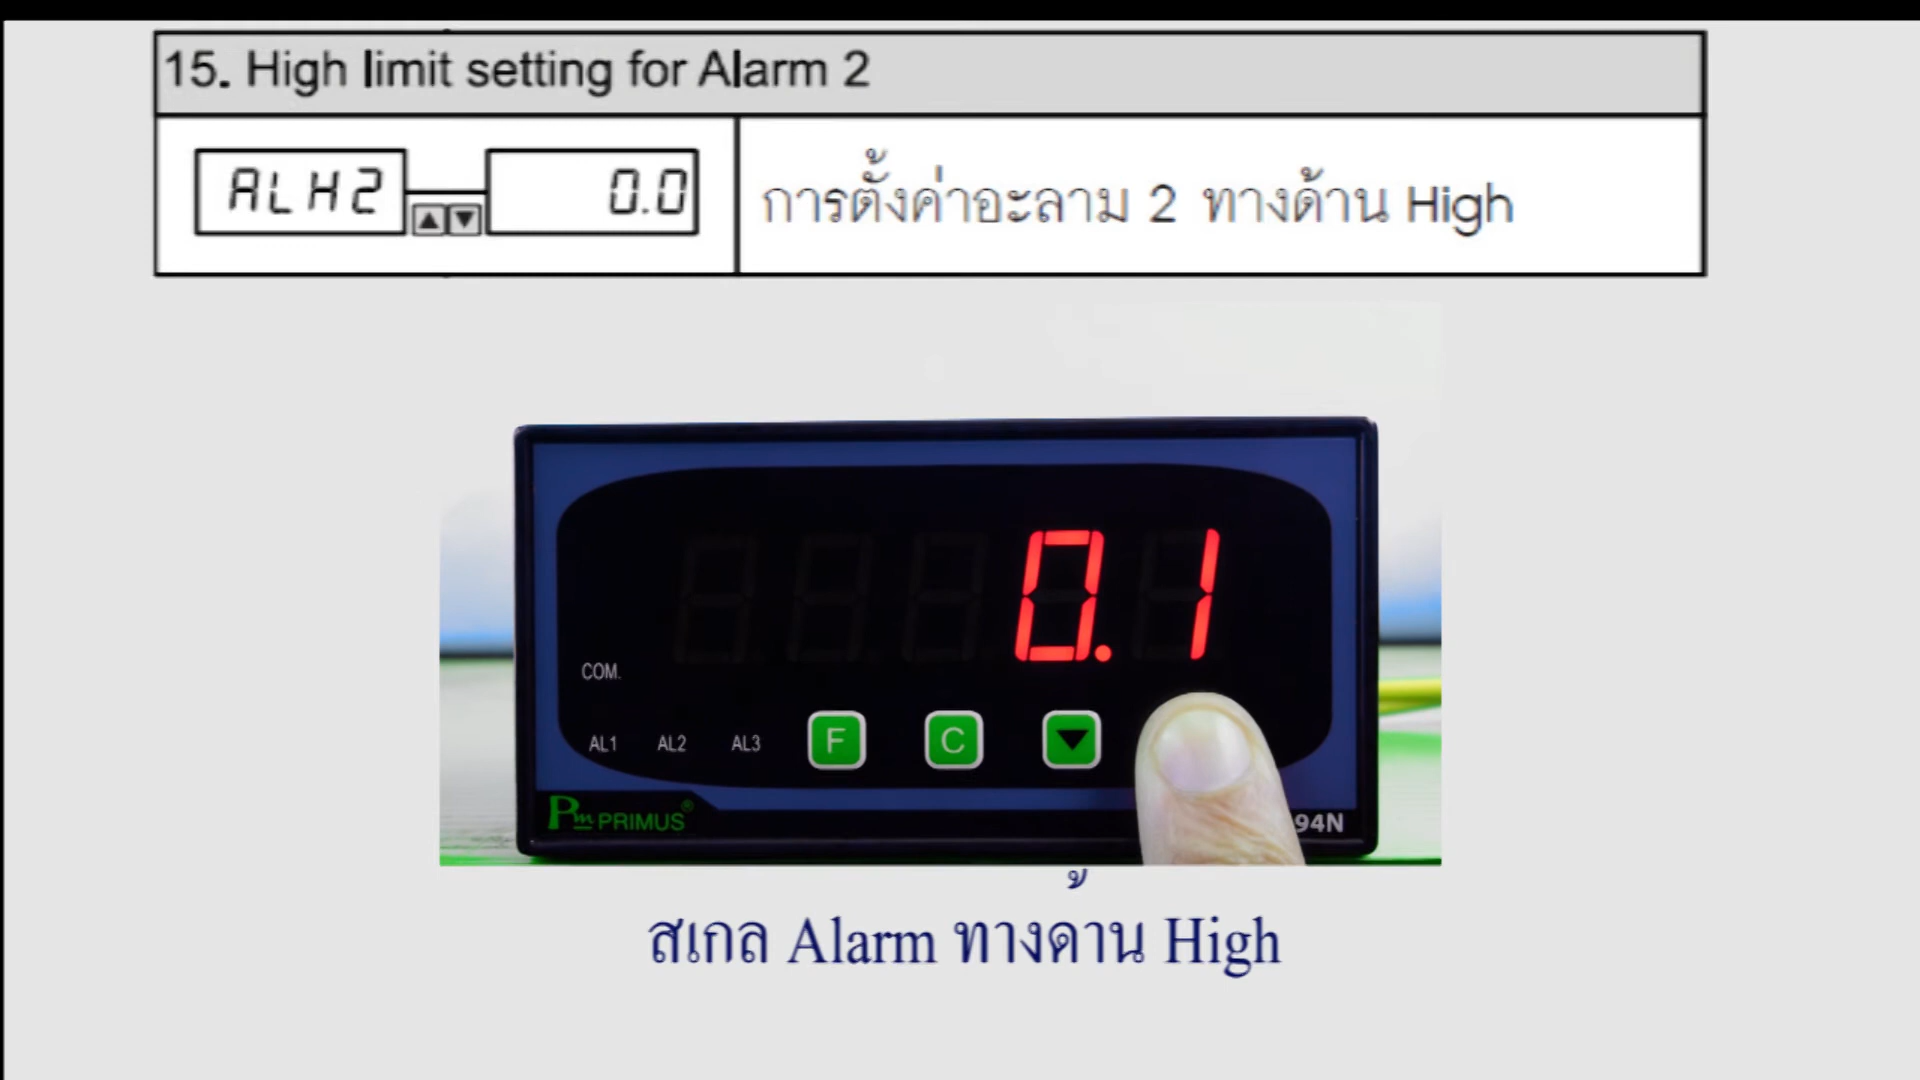 15. High limit setting for Alarm 2
ALH2 0.0
การตั้งค่าอะลาม 2 ทางด้าน High
0.1
COM.
AL1 AL2 AL3 F C
Pm PRIMUS®
94N
สเกล Alarm ทางด้าน High